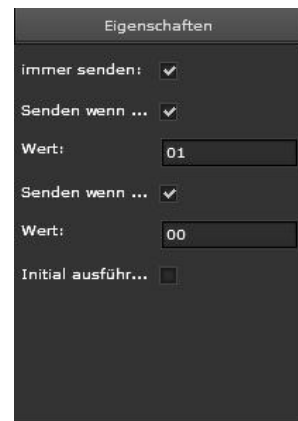 Eigenschaften
immer senden:
Senden wenn ...
Wert: 01
Senden wenn ...
Wert: 00
Initial ausführ...